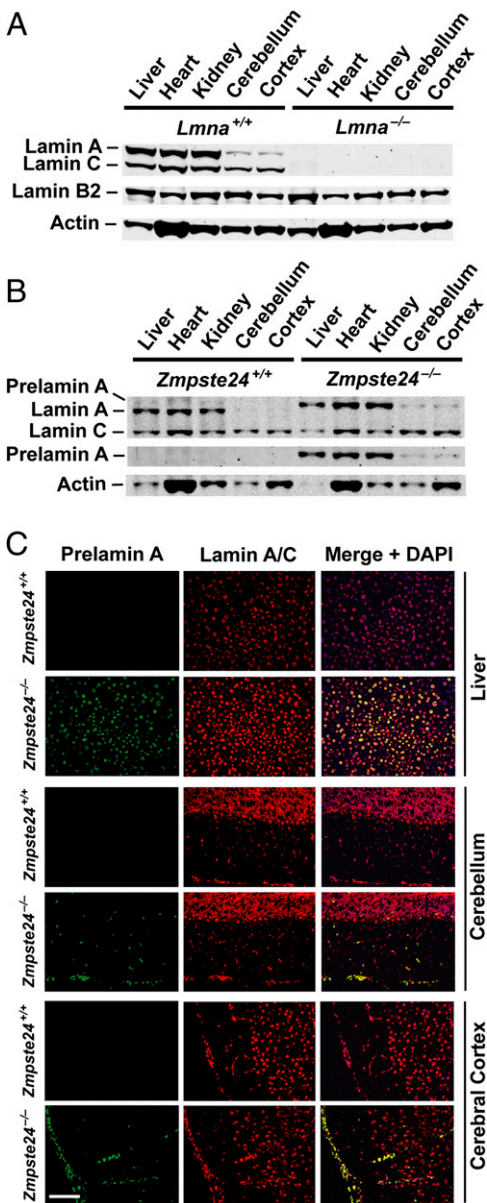 A
Liver Heart Kidney Cerebellum Cortex Liver Heart Kidney Cerebellum Cortex
Lmna+/+ Lmna–/–
Lamin A
Lamin C
Lamin B2
Actin
B
Liver Heart Kidney Cerebellum Cortex Liver Heart Kidney Cerebellum Cortex
Zmpste24+/+ Zmpste24–/–
Prelamin A
Lamin A
Lamin C
Prelamin A
Actin
C
Prelamin A Lamin A/C Merge + DAPI
Zmpste24+/+
Zmpste24–/–
Liver
Zmpste24+/+
Zmpste24–/–
Cerebellum
Zmpste24+/+
Zmpste24–/–
Cerebral Cortex